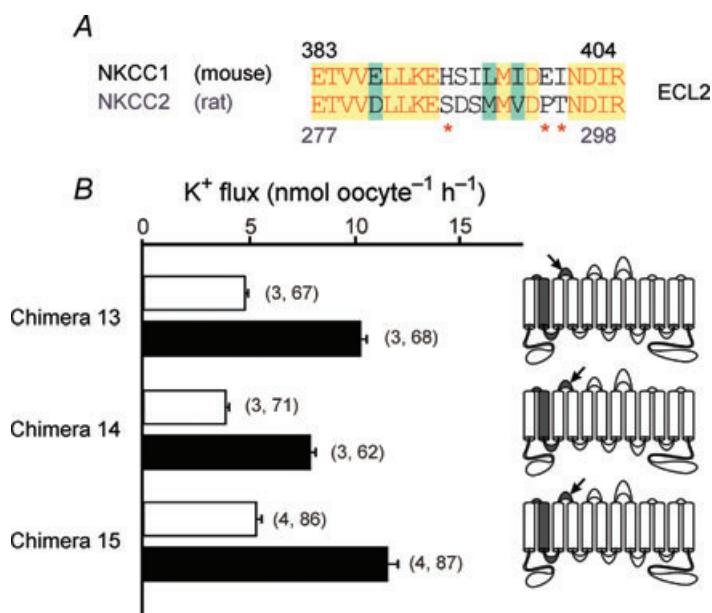 A
383 404
NKCC1 (mouse) ETVVELLKEHSILMIDEINDIR
NKCC2 (rat) ETVVDLLKESDSMMVDPTNDIR
ECL2
* * *
277 298
B
K+ flux (nmol oocyte−1 h−1)
0 5 10 15
Chimera 13
(3, 67)
(3, 68)
Chimera 14
(3, 71)
(3, 62)
Chimera 15
(4, 86)
(4, 87)